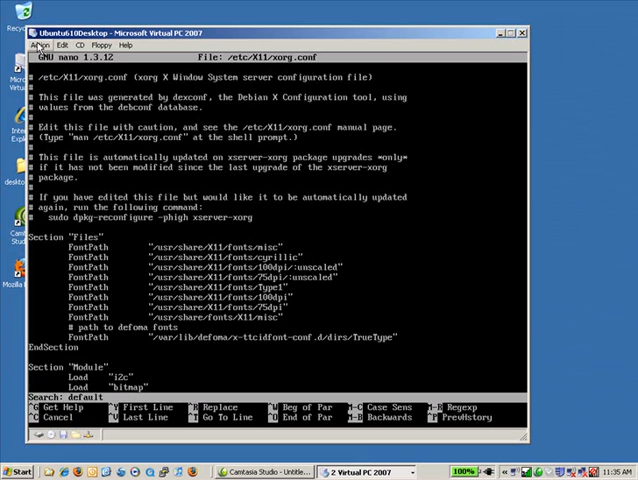 Recyc
Ubuntu610Desktop - Microsoft Virtual PC 2007
Action Edit CD Floppy Help
GNU nano 1.3.12 File: /etc/X11/xorg.conf
# /etc/X11/xorg.conf (xorg X Window System server configuration file)
#
# This file was generated by dexconf, the Debian X Configuration tool, using
# values from the debconf database.
#
# Edit this file with caution, and see the /etc/X11/xorg.conf manual page.
# (Type "man /etc/X11/xorg.conf" at the shell prompt.)
#
# This file is automatically updated on xserver-xorg package upgrades *only*
# if it has not been modified since the last upgrade of the xserver-xorg
# package.
#
# If you have edited this file but would like it to be automatically updated
# again, run the following command:
#   sudo dpkg-reconfigure -phigh xserver-xorg
Section "Files"
FontPath "/usr/share/X11/fonts/misc"
FontPath "/usr/share/X11/fonts/cyrillic"
FontPath "/usr/share/X11/fonts/100dpi/:unscaled"
FontPath "/usr/share/X11/fonts/75dpi/:unscaled"
FontPath "/usr/share/X11/fonts/Type1"
FontPath "/usr/share/X11/fonts/100dpi"
FontPath "/usr/share/X11/fonts/75dpi"
FontPath "/usr/share/fonts/X11/misc"
# path to defoma fonts
FontPath "/var/lib/defoma/x-ttcidfont-conf.d/dirs/TrueType"
EndSection
Section "Module"
Load "i2c"
Load "bitmap"
Search: default
^G Get Help ^Y First Line ^R Replace ^W Beg of Par M-C Case Sens M-R Regexp
^C Cancel ^V Last Line ^T Go To Line ^O End of Par M-B Backwards ^P PrevHistory
Micros
Virtual
Intern
Explo
deskto
Mozilla
Start
Camtasia Studio - Untitle...
2 Virtual PC 2007
100%
11:35 AM